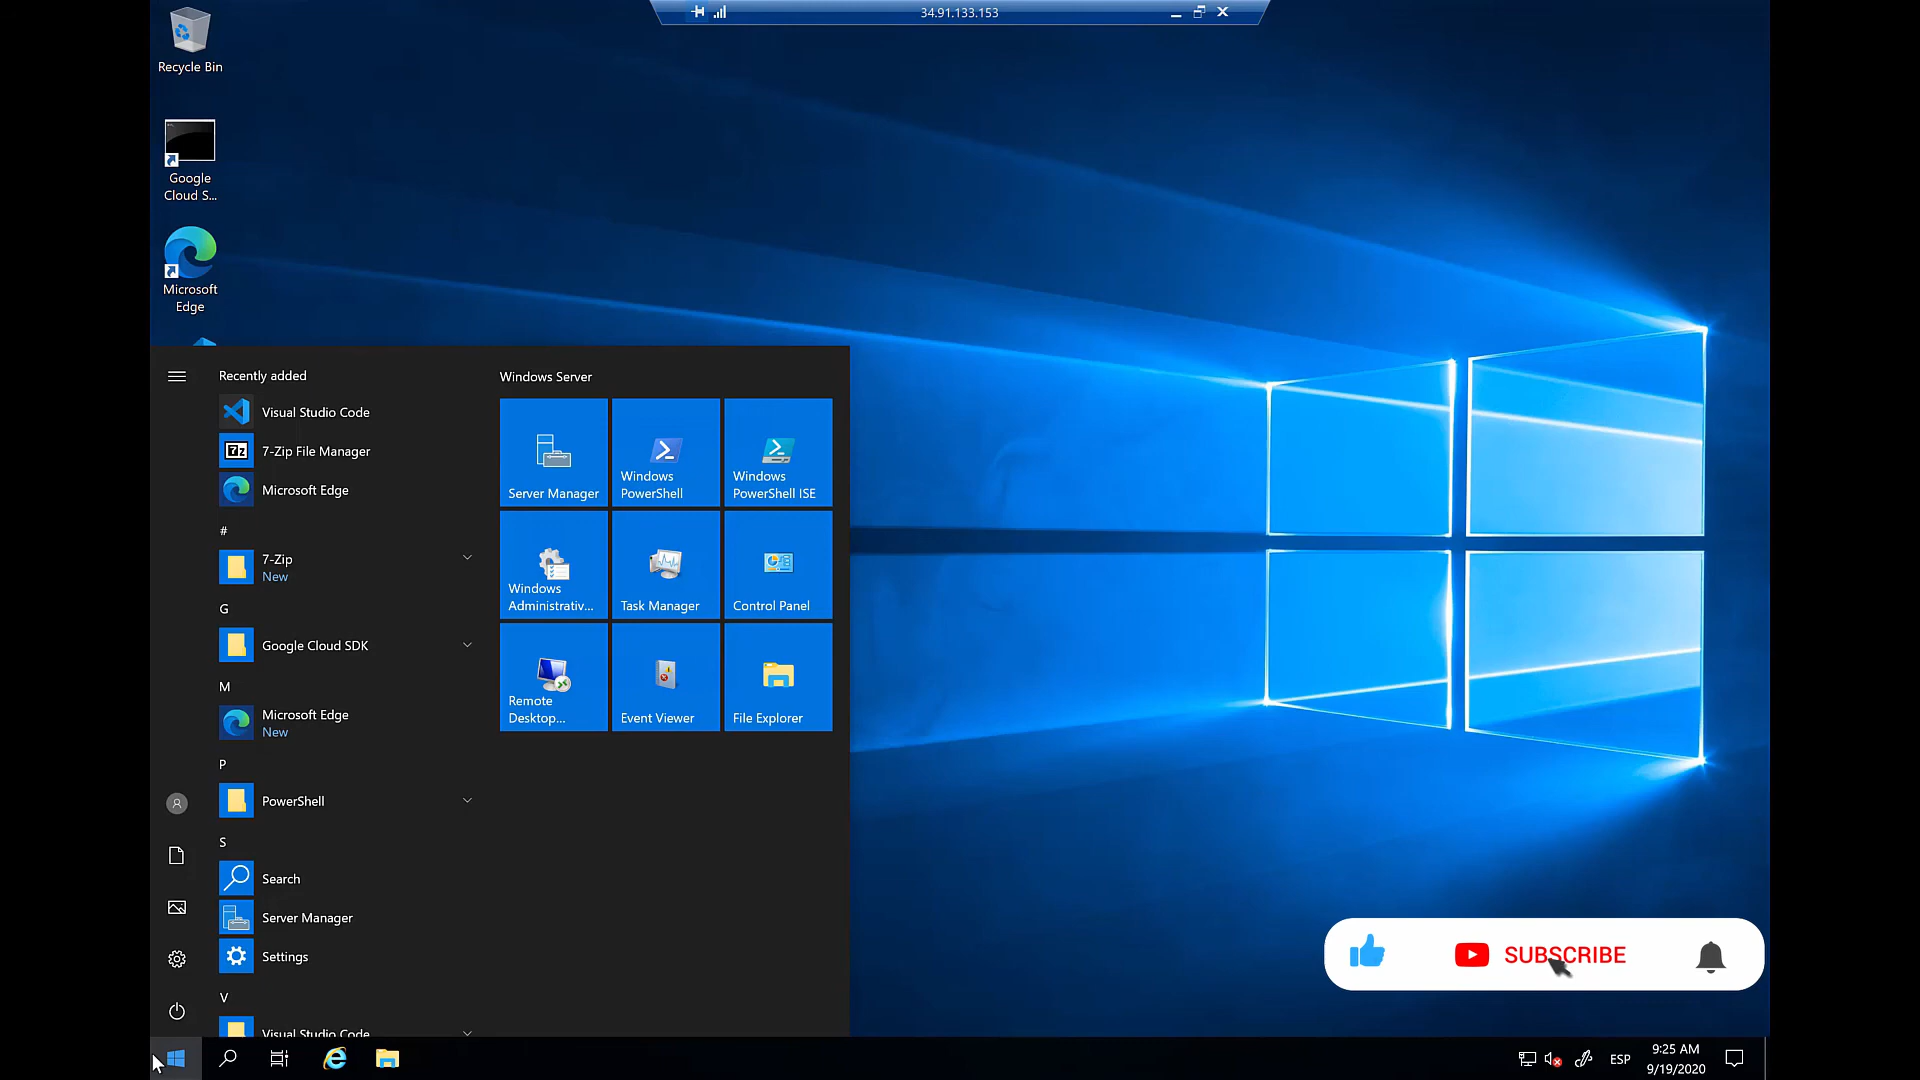 34.91.133.153
Recycle Bin
Google
Cloud S...
Microsoft
Edge
Recently added
Visual Studio Code
7-Zip File Manager
Microsoft Edge
#
7-Zip
New
G
Google Cloud SDK
M
Microsoft Edge
New
P
PowerShell
S
Search
Server Manager
Settings
V
Visual Studio Code
Windows Server
Server Manager
Windows
PowerShell
Windows
PowerShell ISE
Windows
Administrativ...
Task Manager
Control Panel
Remote
Desktop...
Event Viewer
File Explorer
SUBSCRIBE
ESP
9:25 AM
9/19/2020